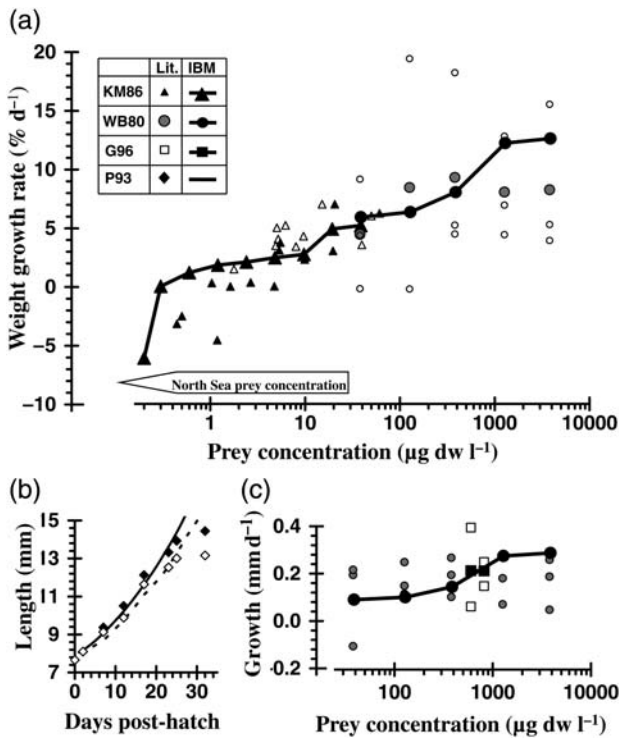 (a)
Weight growth rate (% d⁻¹)
20
15
10
5
0
−5
−10
Lit. IBM
KM86
WB80
G96
P93
North Sea prey concentration
1 10 100 1000 10000
Prey concentration (µg dw l⁻¹)
(b)
Length (mm)
15
13
11
9
7
0 10 20 30
Days post-hatch
(c)
Growth (mm d⁻¹)
0.4
0.2
0.0
-0.2
100 1000 10000
Prey concentration (µg dw l⁻¹)